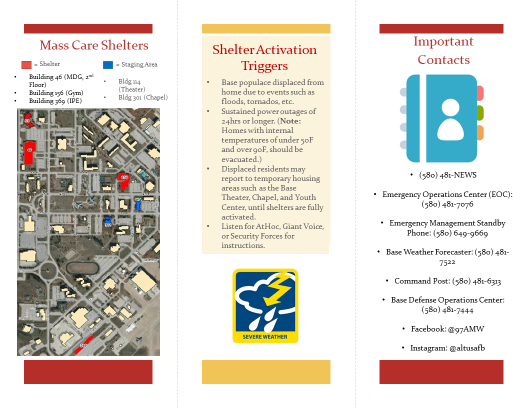 Mass Care Shelters
= Shelter
= Staging Area
• Building 46 (MDG, 2nd
Floor)
• Building 156 (Gym)
• Building 369 (IPE)
• Bldg 114
(Theater)
• Bldg 301 (Chapel)
Shelter Activation
Triggers
• Base populace displaced from
home due to events such as
floods, tornados, etc.
• Sustained power outages of
24hrs or longer. (Note:
Homes with internal
temperatures of under 50F
and over 90F, should be
evacuated.)
• Displaced residents may
report to temporary housing
areas such as the Base
Theater, Chapel, and Youth
Center, until shelters are fully
activated.
• Listen for AtHoc, Giant Voice,
or Security Forces for
instructions.
SEVERE WEATHER
Important
Contacts
• (580) 481-NEWS
• Emergency Operations Center (EOC):
(580) 481-7076
• Emergency Management Standby
Phone: (580) 649-9669
• Base Weather Forecaster: (580) 481-
7522
• Command Post: (580) 481-6313
• Base Defense Operations Center:
(580) 481-7444
• Facebook: @97AMW
• Instagram: @altusafb